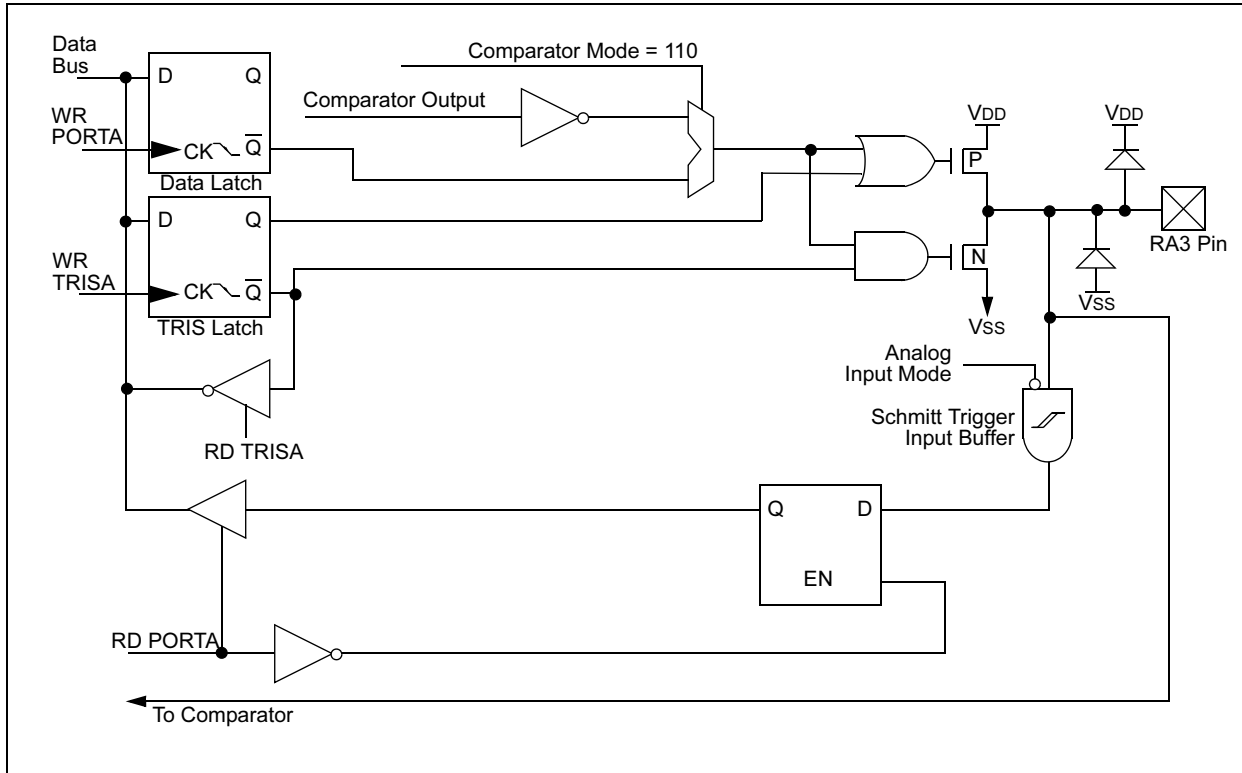 Data
Bus
D
Q
WR
PORTA
CK
Q̅
Data Latch
Comparator Mode = 110
Comparator Output
D
Q
WR
TRISA
CK
Q̅
TRIS Latch
RD TRISA
VDD
P
VDD
N
VSS
VSS
RA3 Pin
Analog
Input Mode
Schmitt Trigger
Input Buffer
Q
D
EN
RD PORTA
To Comparator